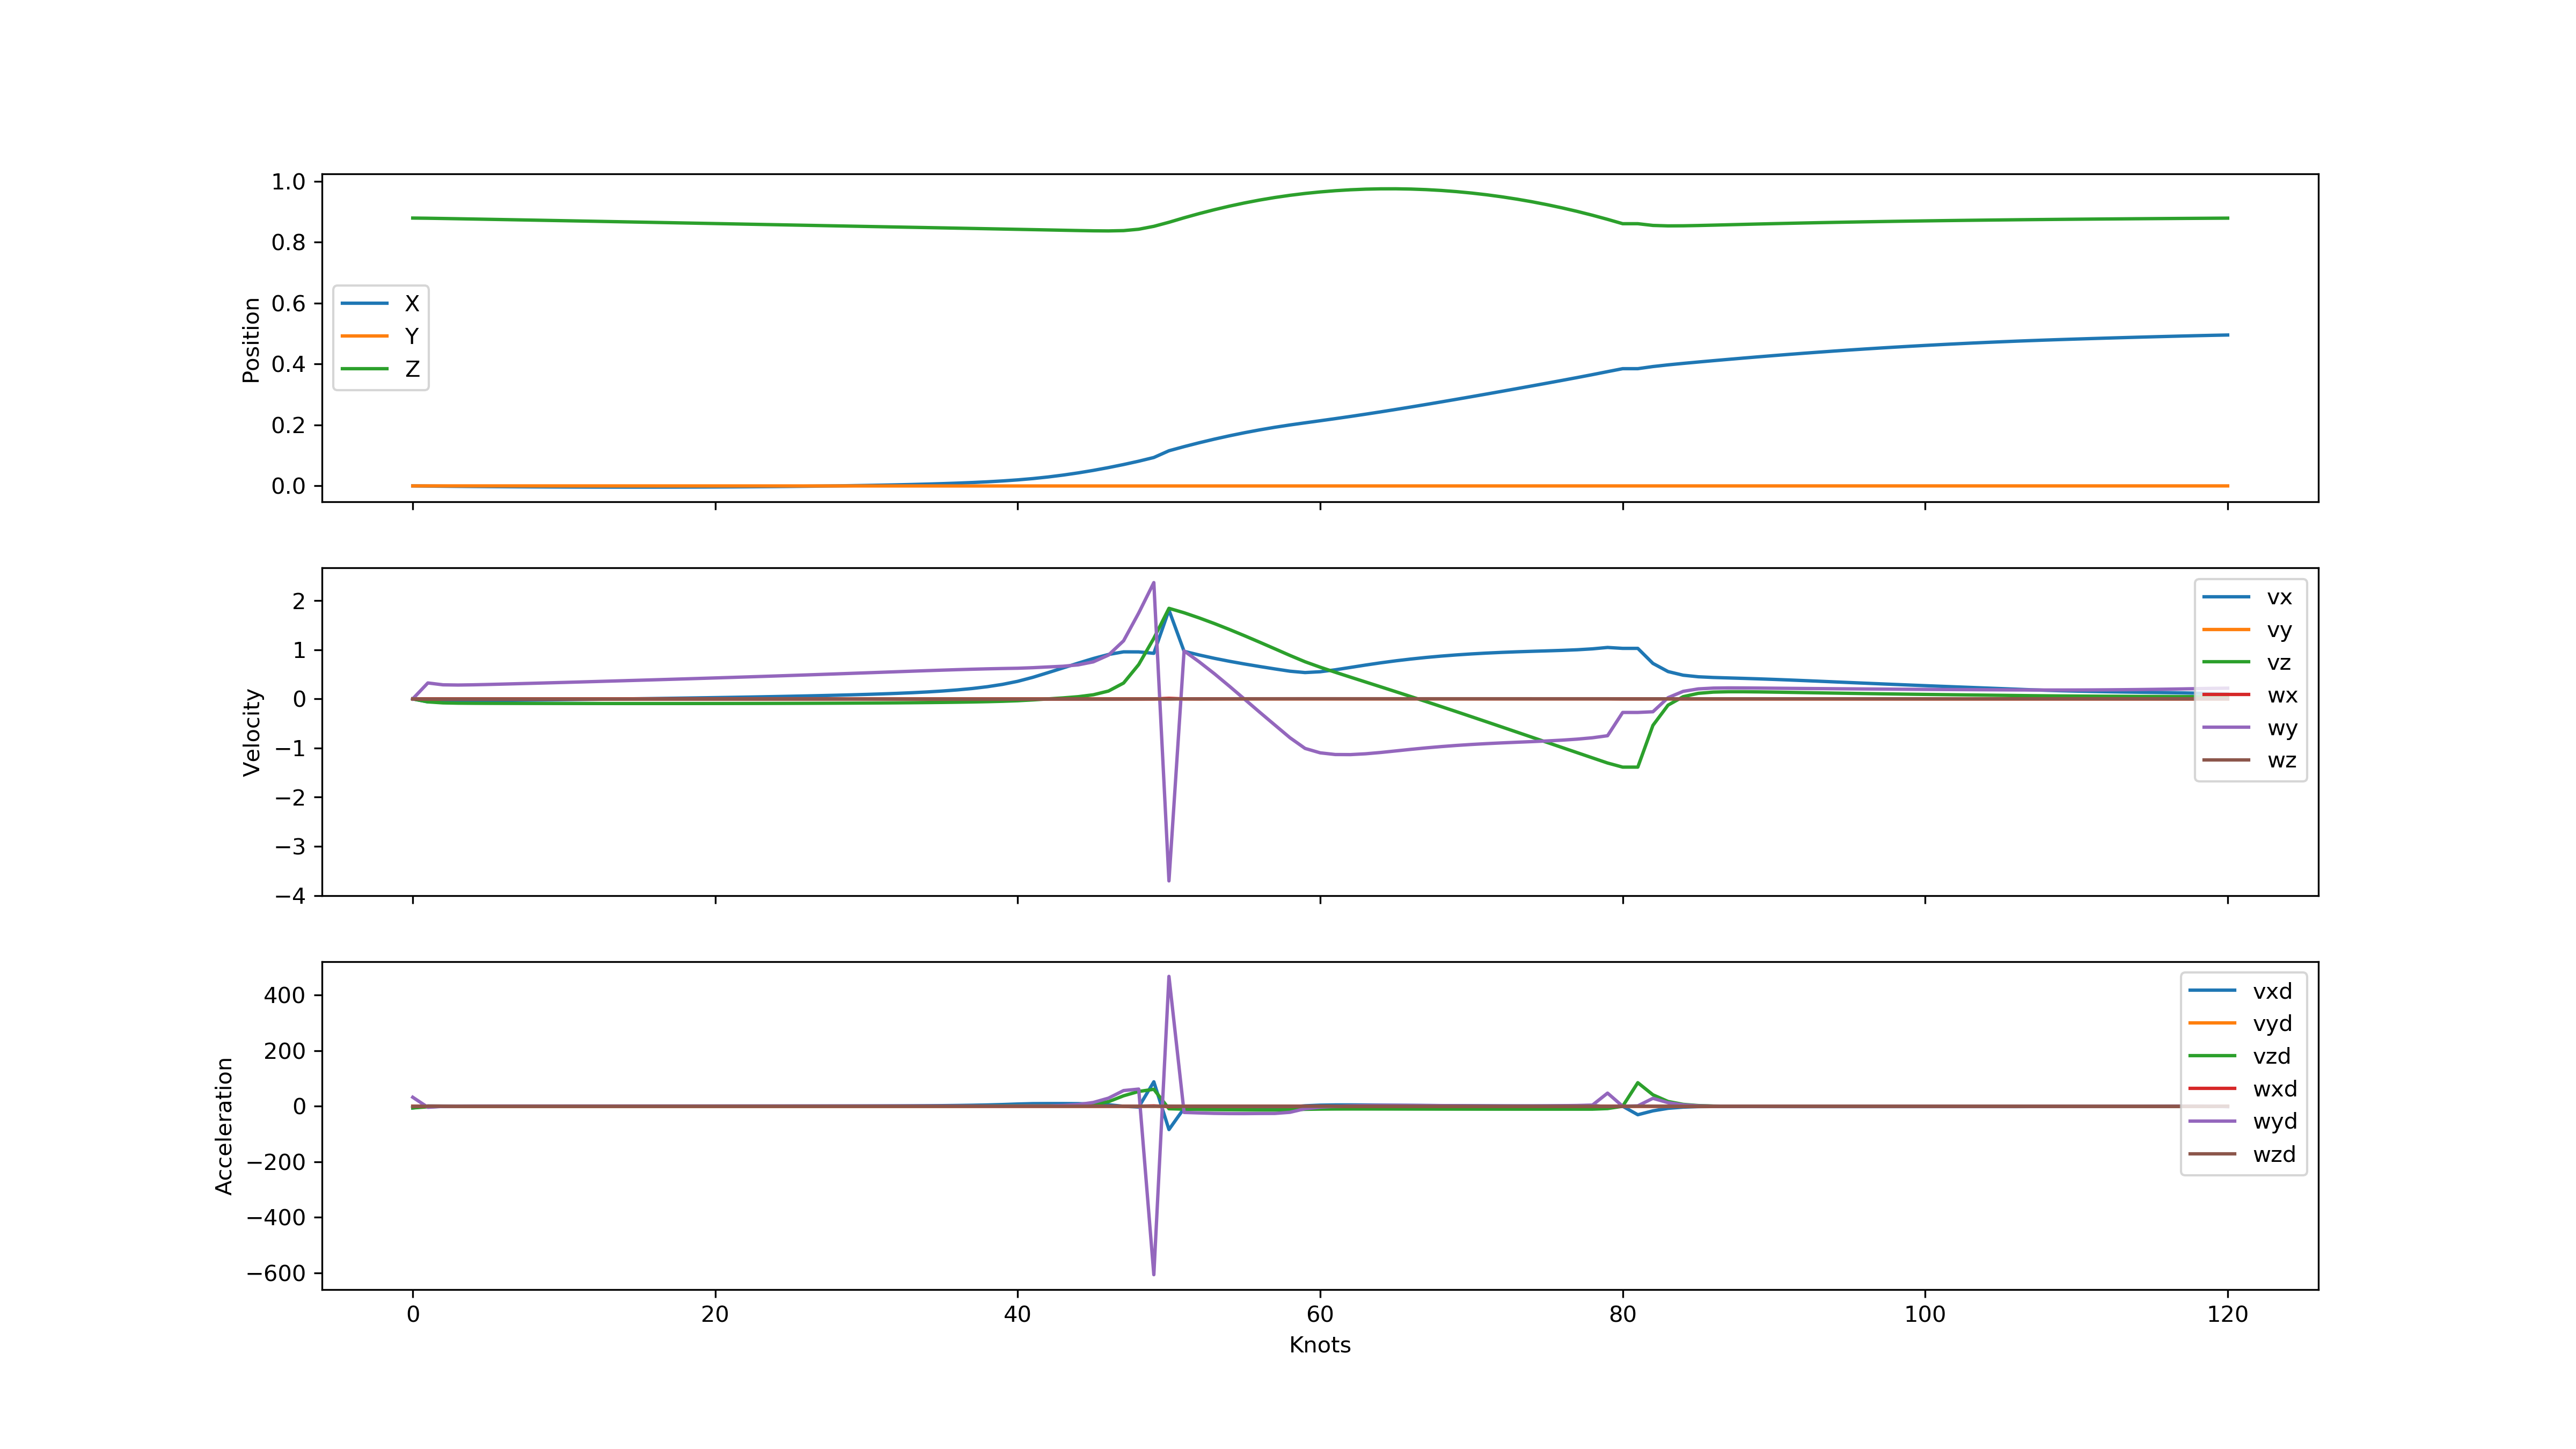 1.0
0.8
0.6
0.4
0.2
0.0
Position
X
Y
Z
2
1
0
−1
−2
−3
−4
Velocity
vx
vy
vz
wx
wy
wz
400
200
0
−200
−400
−600
Acceleration
vxd
vyd
vzd
wxd
wyd
wzd
0 20 40 60 80 100 120
Knots